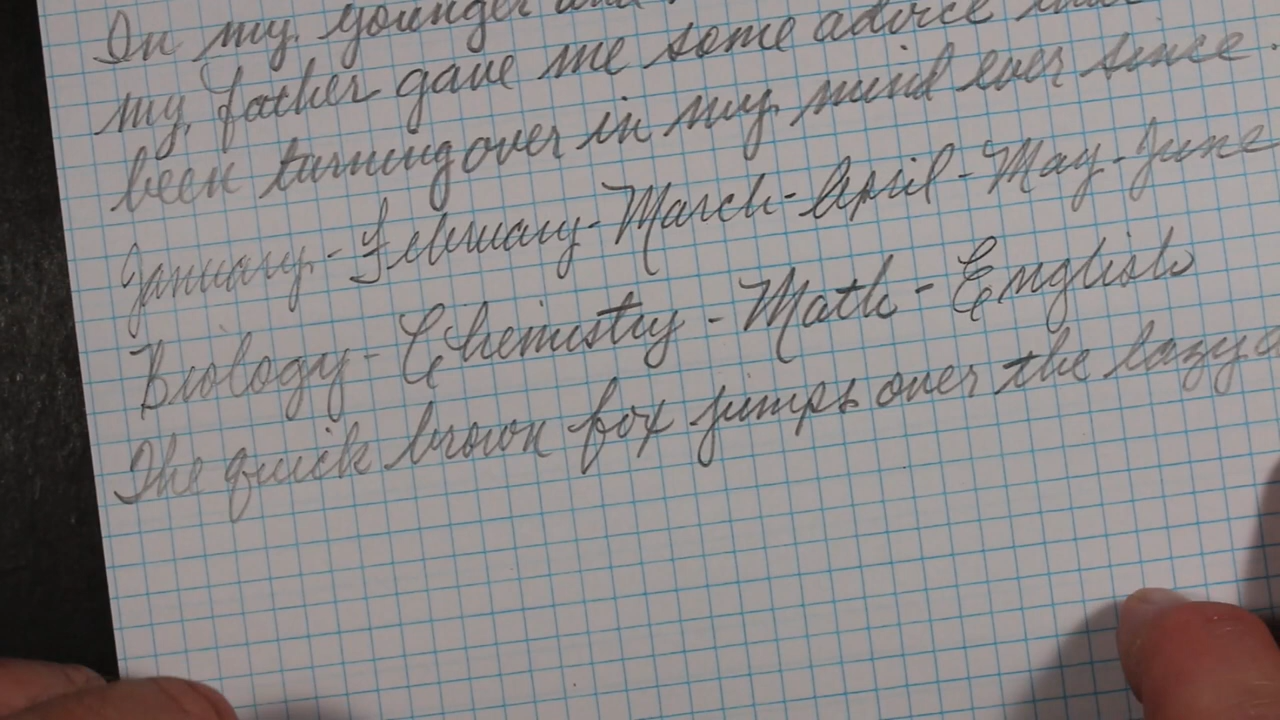 In my younger and
my father gave me some advice that
been turning over in my mind ever since.
January - February - March - April - May - June
Biology - Chemistry - Math - English
The quick brown fox jumps over the lazy